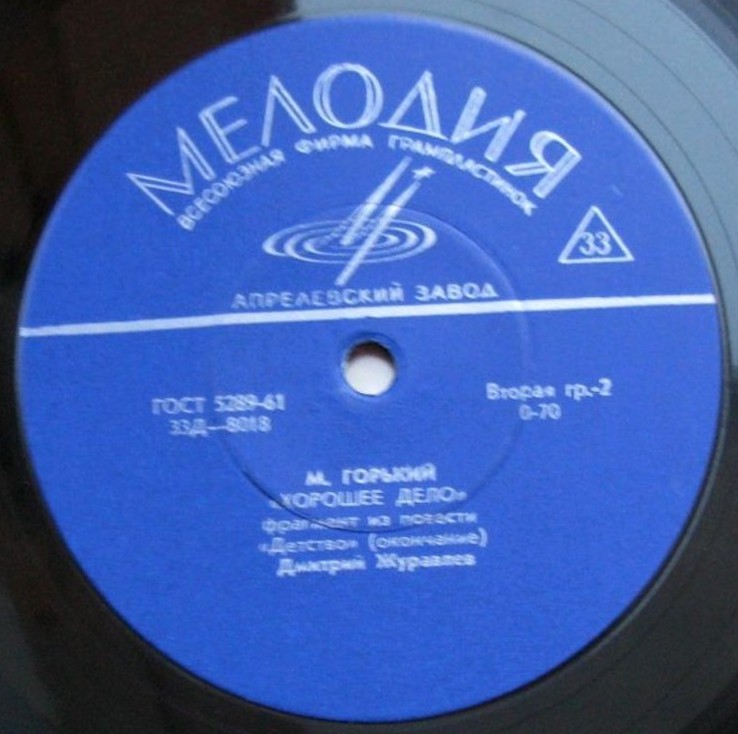 МЕЛОДИЯ
ВСЕСОЮЗНАЯ ФИРМА ГРАМПЛАСТИНОК
33
АПРЕЛЕВСКИЙ ЗАВОД
ГОСТ 5289-61
33Д—8018
Вторая гр.-2
0-70
М. ГОРЬКИЙ
«ХОРОШЕЕ ДЕЛО»
фрагмент из повести
«Детство» (окончание)
Дмитрий Журавлев